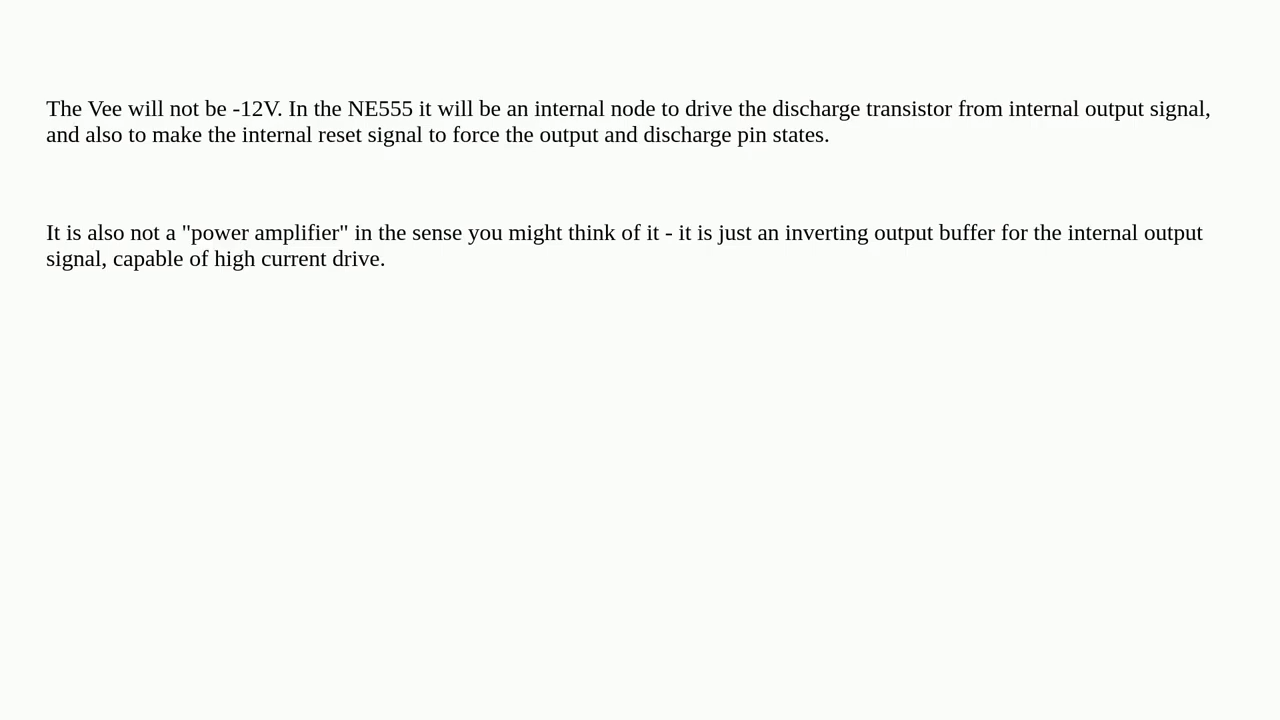 The Vee will not be -12V. In the NE555 it will be an internal node to drive the discharge transistor from internal output signal,
and also to make the internal reset signal to force the output and discharge pin states.
It is also not a "power amplifier" in the sense you might think of it - it is just an inverting output buffer for the internal output
signal, capable of high current drive.